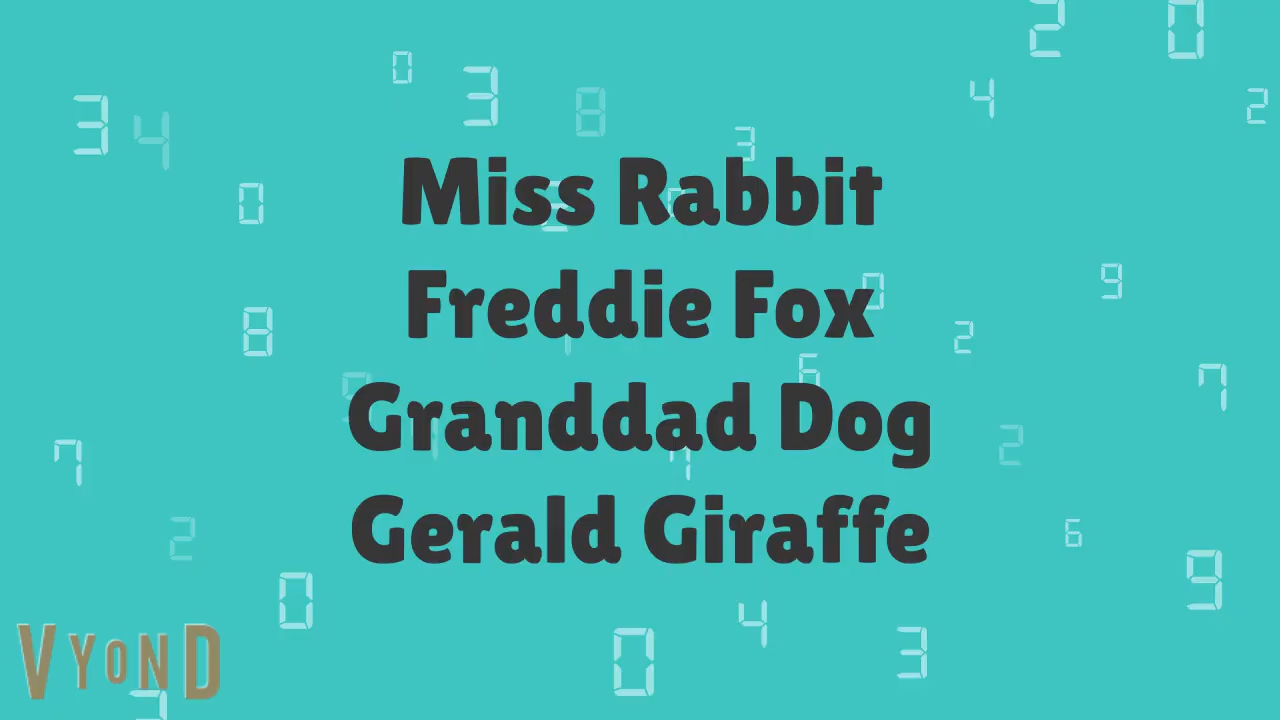 Miss Rabbit
Freddie Fox
Granddad Dog
Gerald Giraffe
VYOND